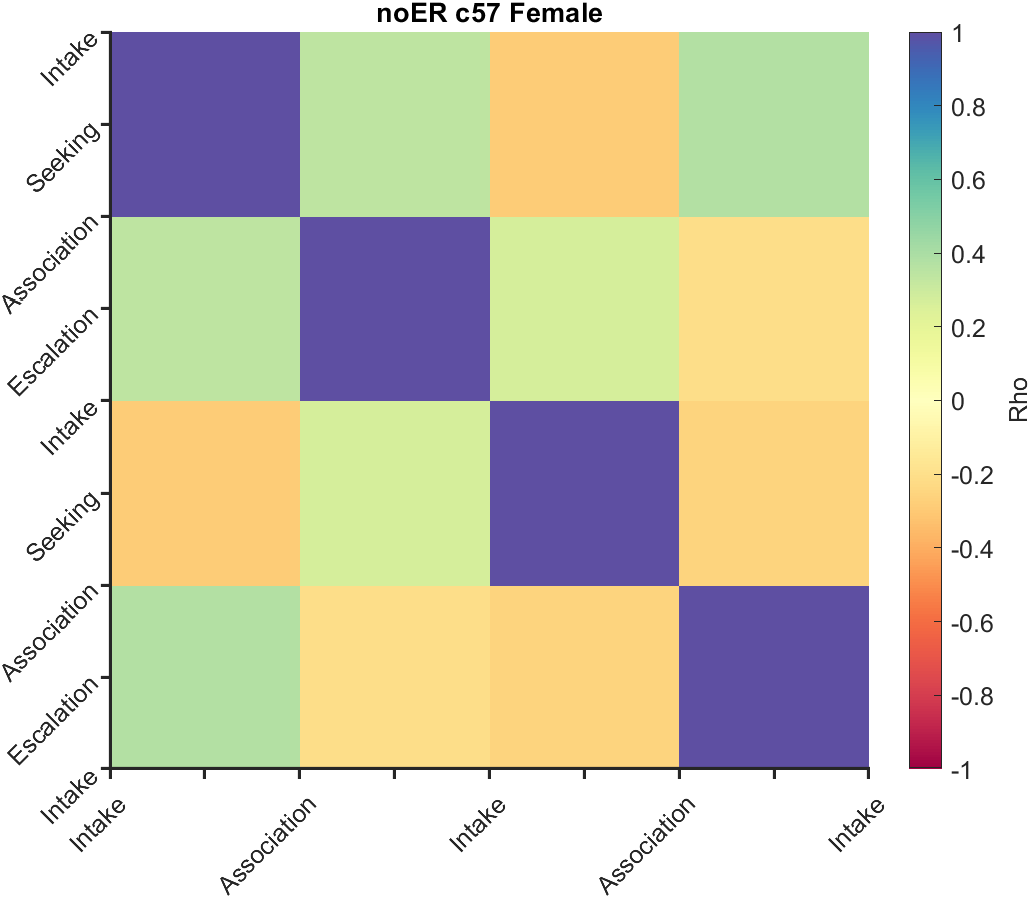 noER c57 Female
Intake
Seeking
Association
Escalation
Intake
Seeking
Association
Escalation
Intake
Intake
Association
Intake
Association
Intake
1
0.8
0.6
0.4
0.2
0
-0.2
-0.4
-0.6
-0.8
-1
Rho